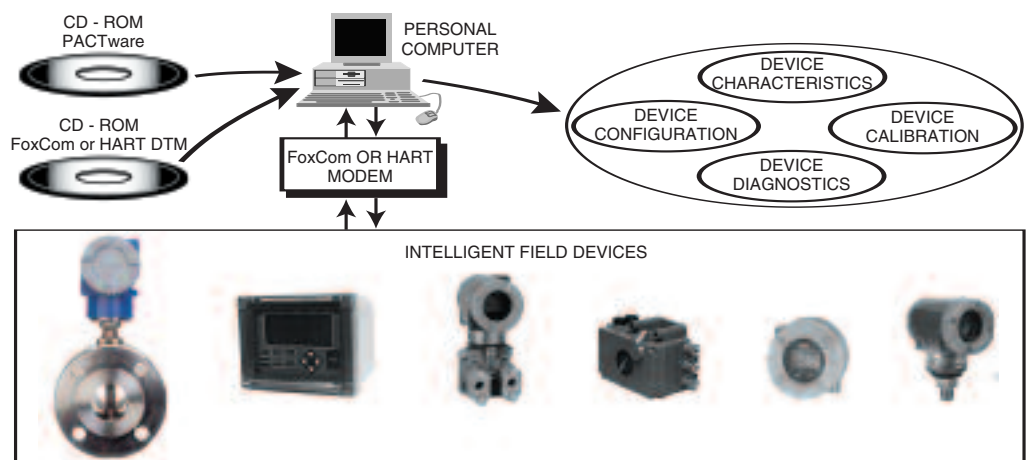 CD - ROM
PACTware
PERSONAL
COMPUTER
CD - ROM
FoxCom or HART DTM
FoxCom OR HART
MODEM
DEVICE
CHARACTERISTICS
DEVICE
CONFIGURATION
DEVICE
CALIBRATION
DEVICE
DIAGNOSTICS
INTELLIGENT FIELD DEVICES